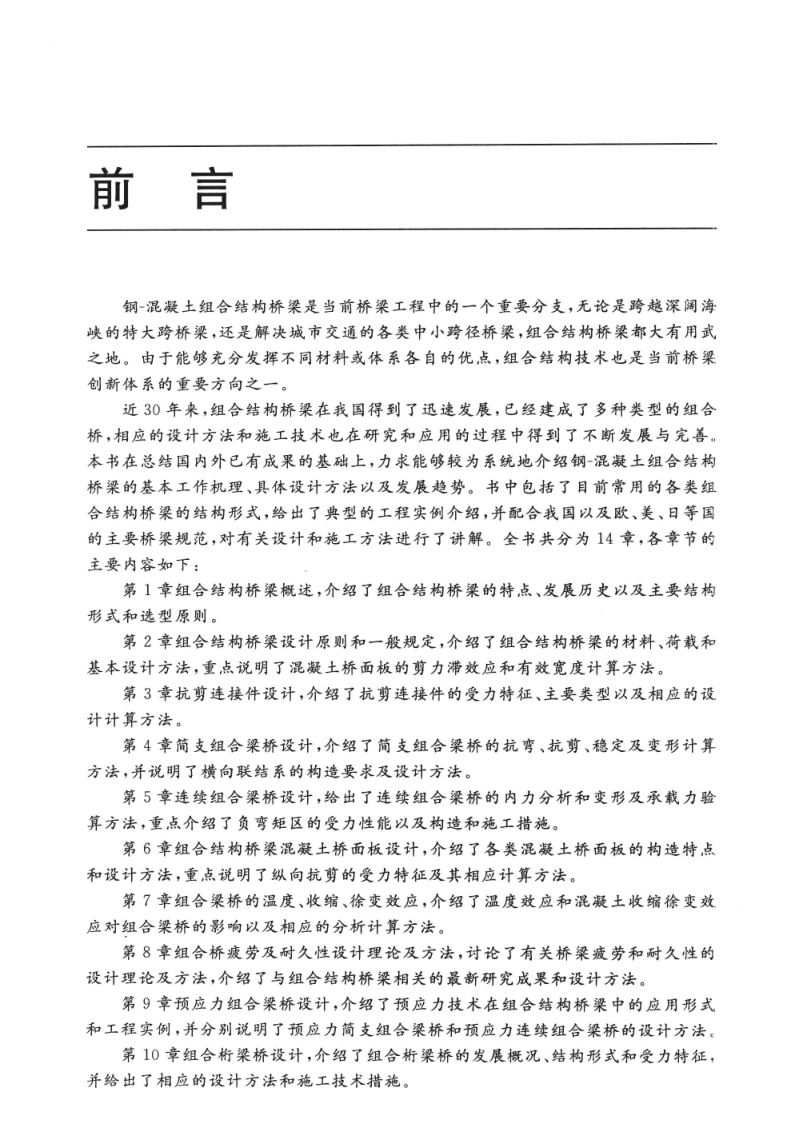 前 言
钢-混凝土组合结构桥梁是当前桥梁工程中的一个重要分支,无论是跨越深阔海
峡的特大跨桥梁,还是解决城市交通的各类中小跨径桥梁,组合结构桥梁都大有用武
之地。由于能够充分发挥不同材料或体系各自的优点,组合结构技术也是当前桥梁
创新体系的重要方向之一。
近 30 年来,组合结构桥梁在我国得到了迅速发展,已经建成了多种类型的组合
桥,相应的设计方法和施工技术也在研究和应用的过程中得到了不断发展与完善。
本书在总结国内外已有成果的基础上,力求能够较为系统地介绍钢-混凝土组合结构
桥梁的基本工作机理、具体设计方法以及发展趋势。书中包括了目前常用的各类组
合结构桥梁的结构形式,给出了典型的工程实例介绍,并配合我国以及欧、美、日等国
的主要桥梁规范,对有关设计和施工方法进行了讲解。全书共分为 14 章,各章节的
主要内容如下:
第 1 章组合结构桥梁概述,介绍了组合结构桥梁的特点、发展历史以及主要结构
形式和选型原则。
第 2 章组合结构桥梁设计原则和一般规定,介绍了组合结构桥梁的材料、荷载和
基本设计方法,重点说明了混凝土桥面板的剪力滞效应和有效宽度计算方法。
第 3 章抗剪连接件设计,介绍了抗剪连接件的受力特征、主要类型以及相应的设
计计算方法。
第 4 章简支组合梁桥设计,介绍了简支组合梁桥的抗弯、抗剪、稳定及变形计算
方法,并说明了横向联结系的构造要求及设计方法。
第 5 章连续组合梁桥设计,给出了连续组合梁桥的内力分析和变形及承载力验
算方法,重点介绍了负弯矩区的受力性能以及构造和施工措施。
第 6 章组合结构桥梁混凝土桥面板设计,介绍了各类混凝土桥面板的构造特点
和设计方法,重点说明了纵向抗剪的受力特征及其相应计算方法。
第 7 章组合梁桥的温度、收缩、徐变效应,介绍了温度效应和混凝土收缩徐变效
应对组合梁桥的影响以及相应的分析计算方法。
第 8 章组合桥疲劳及耐久性设计理论及方法,讨论了有关桥梁疲劳和耐久性的
设计理论及方法,介绍了与组合结构桥梁相关的最新研究成果和设计方法。
第 9 章预应力组合梁桥设计,介绍了预应力技术在组合结构桥梁中的应用形式
和工程实例,并分别说明了预应力简支组合梁桥和预应力连续组合梁桥的设计方法。
第 10 章组合桁梁桥设计,介绍了组合桁梁桥的发展概况、结构形式和受力特征,
并给出了相应的设计方法和施工技术措施。